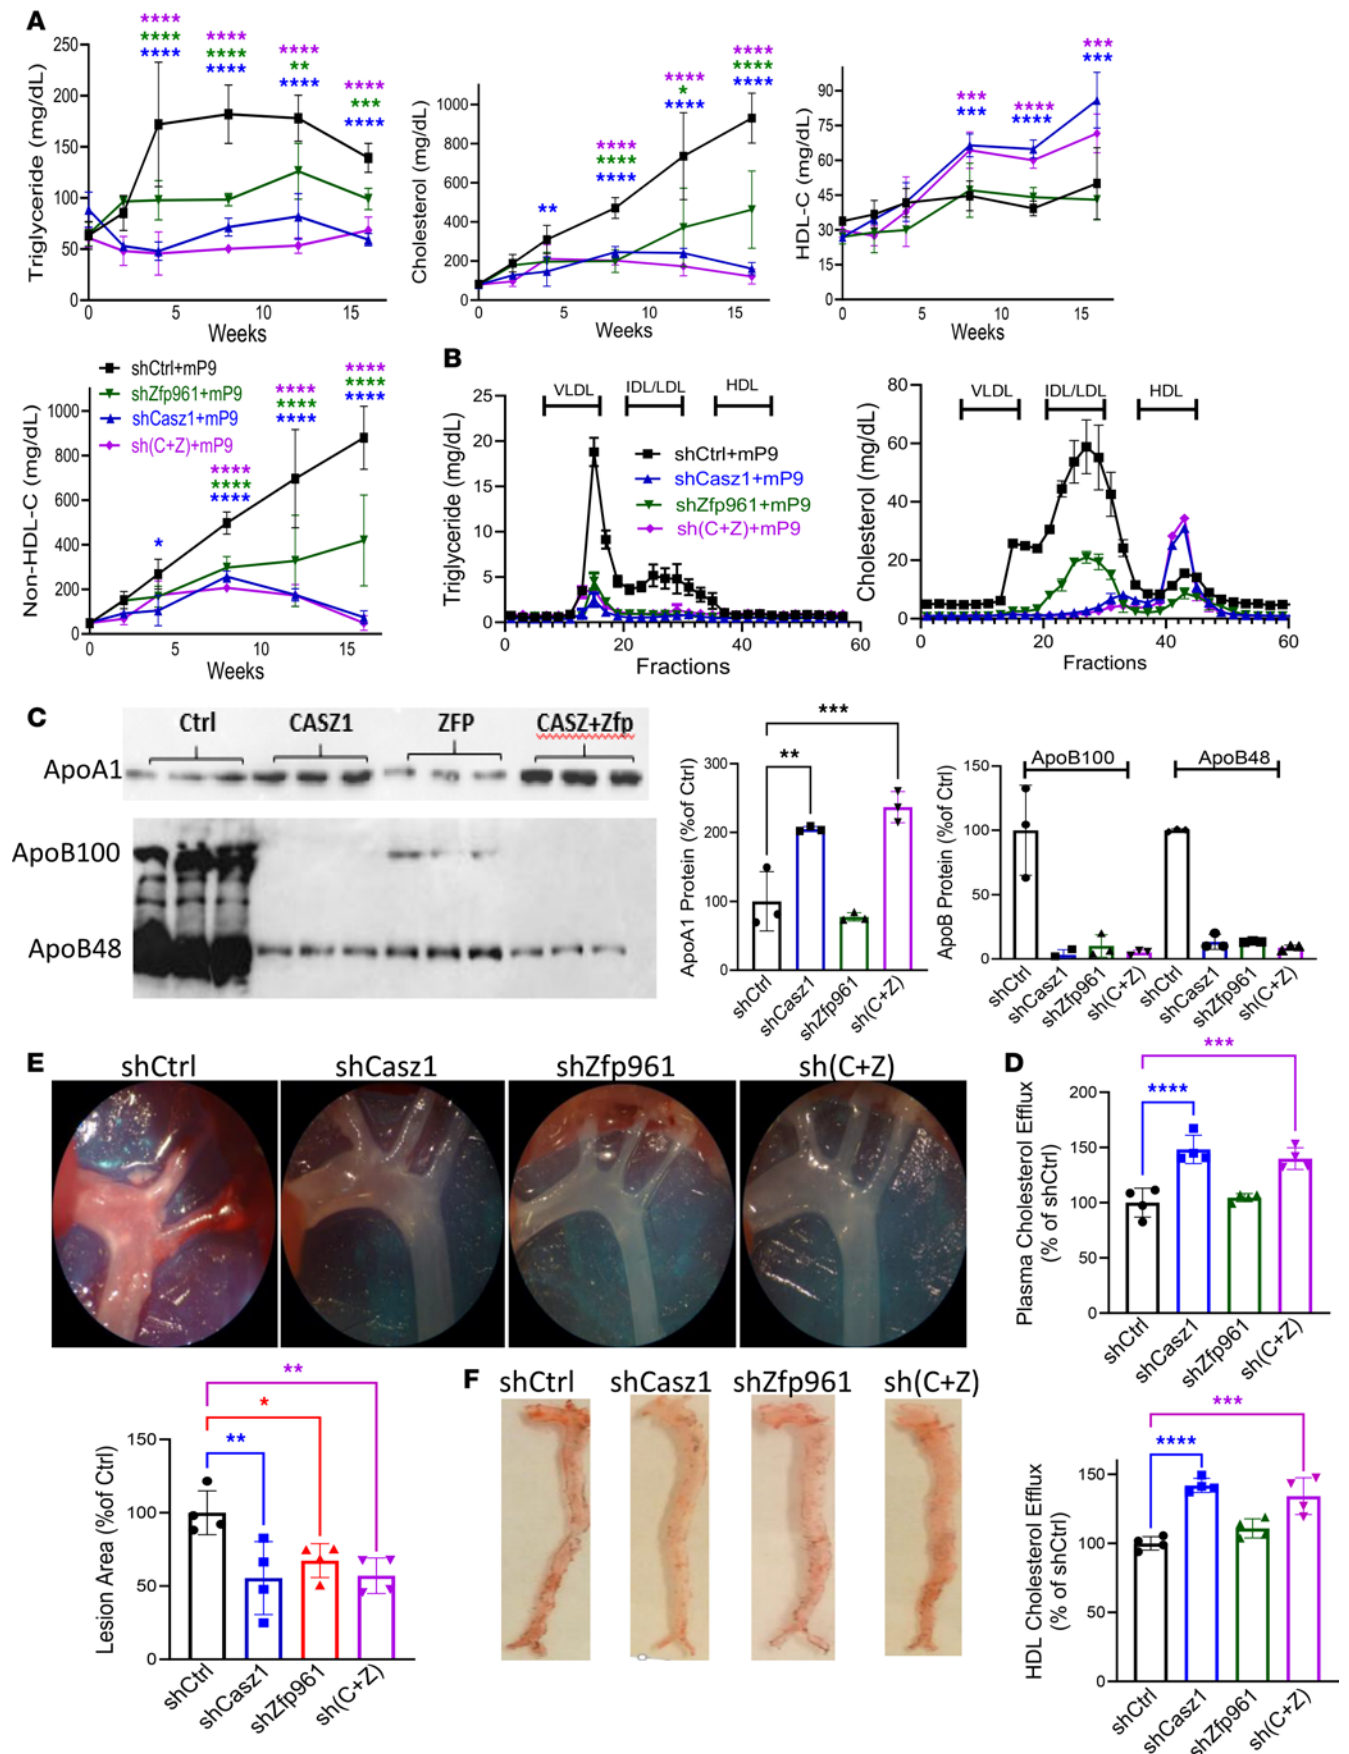 A
****
****
****
****
****
****
****
**
****
****
***
****
Triglyceride (mg/dL)
250
200
150
100
50
0
0
5
10
15
Weeks
**
****
****
****
****
*
****
****
****
****
Cholesterol (mg/dL)
1000
800
600
400
200
0
0
5
10
15
Weeks
***
***
****
****
***
***
HDL-C (mg/dL)
90
75
60
45
30
15
0
0
5
10
15
Weeks
shCtrl+mP9
shZfp961+mP9
shCasz1+mP9
sh(C+Z)+mP9
*
****
****
****
****
****
****
****
****
****
Non-HDL-C (mg/dL)
1000
800
600
400
200
0
0
5
10
15
Weeks
B
VLDL
IDL/LDL
HDL
shCtrl+mP9
shCasz1+mP9
shZfp961+mP9
sh(C+Z)+mP9
Triglyceride (mg/dL)
25
20
15
10
5
0
0
20
40
60
Fractions
VLDL
IDL/LDL
HDL
Cholesterol (mg/dL)
80
60
40
20
0
0
20
40
60
Fractions
C
Ctrl
CASZ1
ZFP
CASZ+Zfp
ApoA1
ApoB100
ApoB48
***
**
ApoA1 Protein (%of Ctrl)
300
200
100
0
shCtrl
shCasz1
shZfp961
sh(C+Z)
ApoB100
ApoB48
ApoB Protein (%of Ctrl)
150
100
50
0
shCtrl
shCasz1
shZfp961
sh(C+Z)
shCtrl
shCasz1
shZfp961
sh(C+Z)
E
shCtrl
shCasz1
shZfp961
sh(C+Z)
D
***
****
Plasma Cholesterol Efflux
(% of shCtrl)
200
150
100
50
0
shCtrl
shCasz1
shZfp961
sh(C+Z)
**
*
**
Lesion Area (%of Ctrl)
150
100
50
0
shCtrl
shCasz1
shZfp961
sh(C+Z)
F
shCtrl
shCasz1
shZfp961
sh(C+Z)
***
****
HDL Cholesterol Efflux
(% of shCtrl)
150
100
50
0
shCtrl
shCasz1
shZfp961
sh(C+Z)